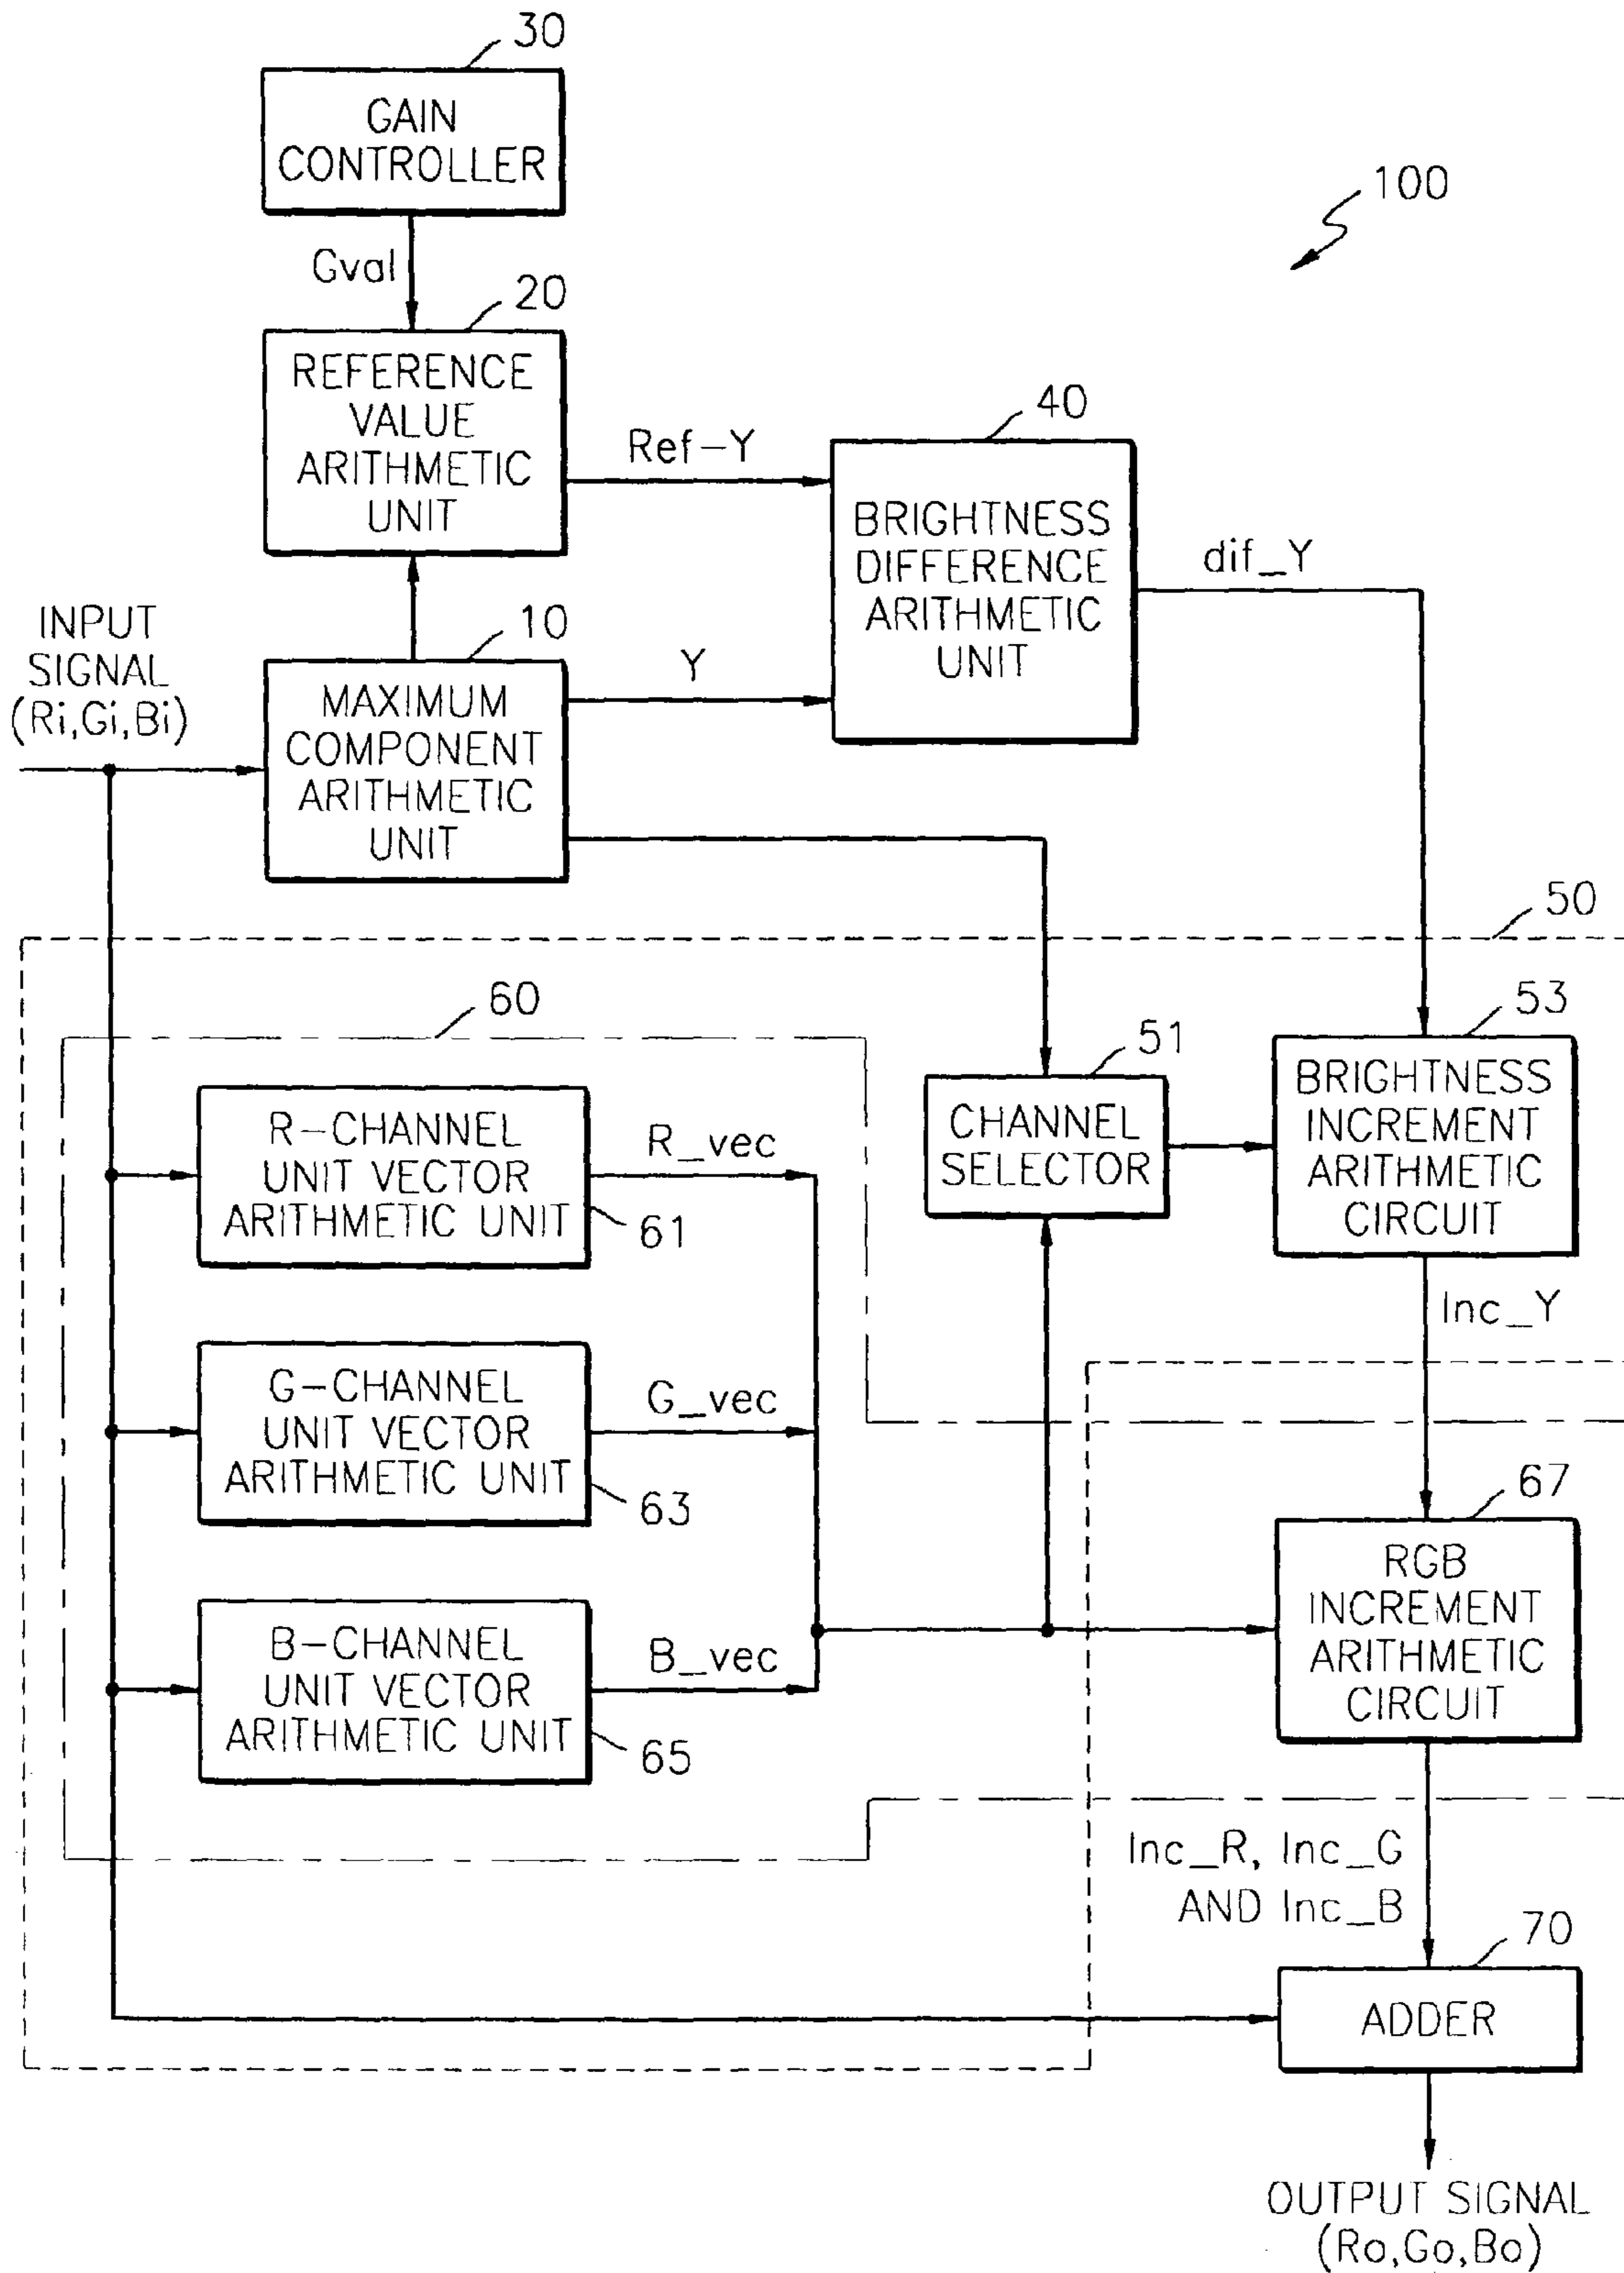 30
GAIN
CONTROLLER
100
Gval
20
REFERENCE
VALUE
ARITHMETIC
UNIT
Ref-Y
40
BRIGHTNESS
DIFFERENCE
ARITHMETIC
UNIT
dif_Y
INPUT
SIGNAL
(Ri,Gi,Bi)
10
MAXIMUM
COMPONENT
ARITHMETIC
UNIT
Y
50
60
51
CHANNEL
SELECTOR
53
BRIGHTNESS
INCREMENT
ARITHMETIC
CIRCUIT
R-CHANNEL
UNIT VECTOR
ARITHMETIC UNIT
61
R_vec
Inc_Y
G-CHANNEL
UNIT VECTOR
ARITHMETIC UNIT
63
G_vec
67
RGB
INCREMENT
ARITHMETIC
CIRCUIT
B-CHANNEL
UNIT VECTOR
ARITHMETIC UNIT
65
B_vec
Inc_R, Inc_G
AND Inc_B
70
ADDER
OUTPUT SIGNAL
(Ro,Go,Bo)